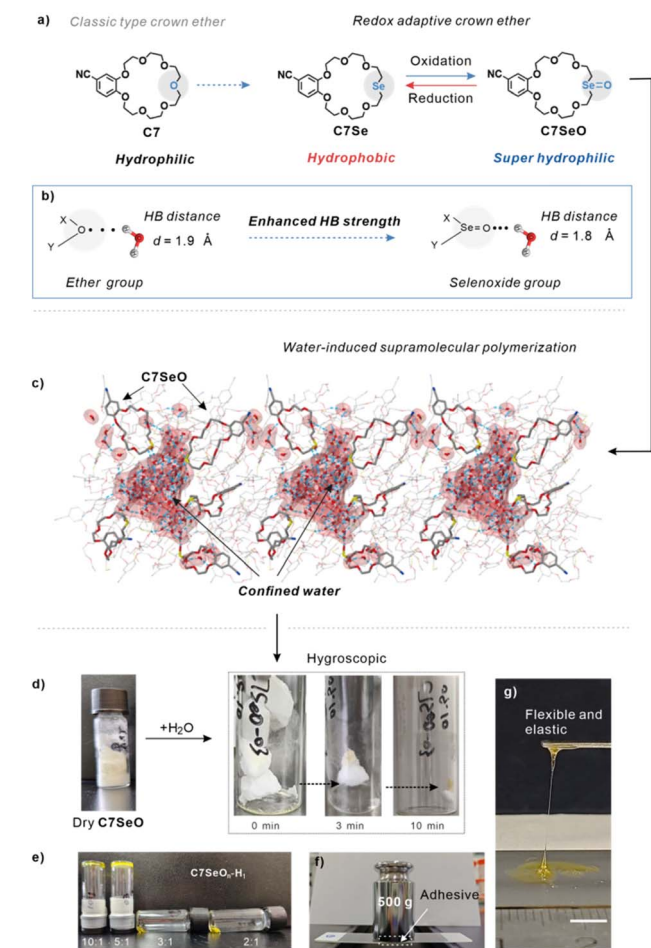 a)
Classic type crown ether
Redox adaptive crown ether
NC
O
O
O
O
O
O
O
C7
Hydrophilic
NC
O
O
O
O
O
O
Se
C7Se
Hydrophobic
Oxidation
Reduction
NC
O
O
O
O
O
O
Se=O
C7SeO
Super hydrophilic
b)
X
O
Y
H
H
HB distance
d = 1.9 Å
Ether group
Enhanced HB strength
X
Se=O
Y
H
H
HB distance
d = 1.8 Å
Selenoxide group
Water-induced supramolecular polymerization
c)
C7SeO
Confined water
Hygroscopic
d)
+H2O
Dry C7SeO
0 min
3 min
10 min
g)
Flexible and
elastic
e)
C7SeOn-H1
10:1
5:1
3:1
2:1
f)
500 g
Adhesive